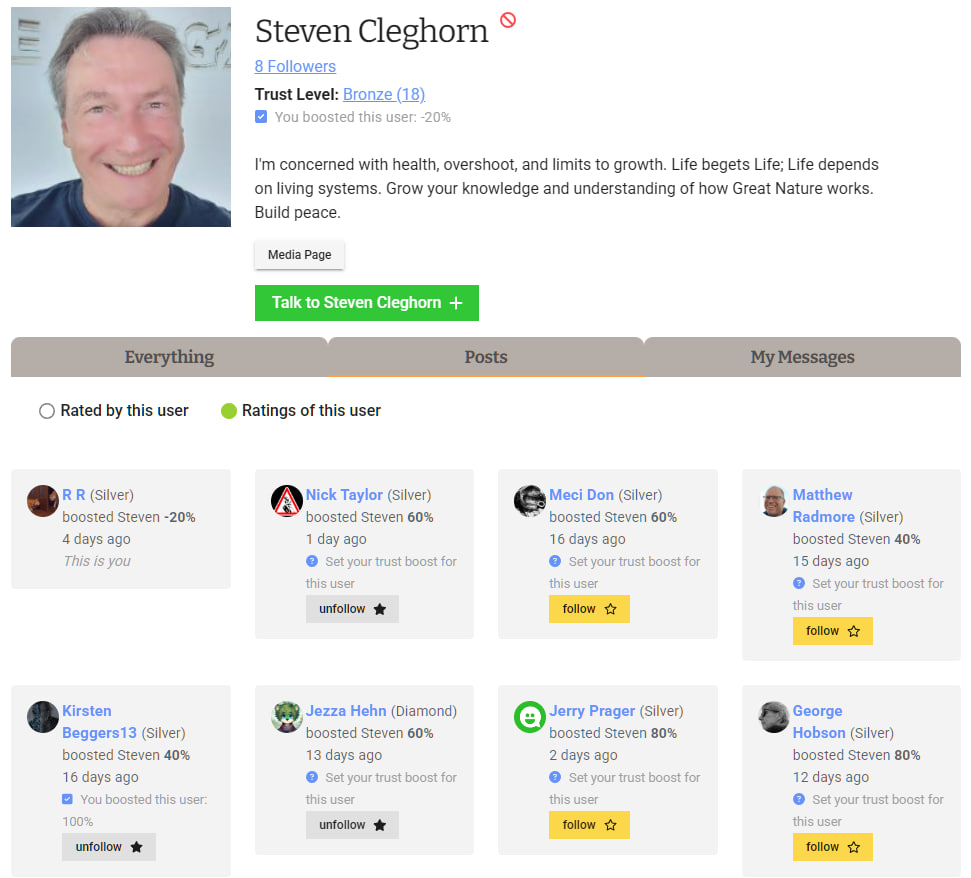 Steven Cleghorn
8 Followers
Trust Level: Bronze (18)
You boosted this user: -20%
I'm concerned with health, overshoot, and limits to growth. Life begets Life; Life depends
on living systems. Grow your knowledge and understanding of how Great Nature works.
Build peace.
Media Page
Talk to Steven Cleghorn +
Everything
Posts
My Messages
Rated by this user
Ratings of this user
R R (Silver)
boosted Steven -20%
4 days ago
This is you
Nick Taylor (Silver)
boosted Steven 60%
1 day ago
? Set your trust boost for
this user
unfollow
Meci Don (Silver)
boosted Steven 60%
16 days ago
? Set your trust boost for
this user
follow
Matthew
Radmore (Silver)
boosted Steven 40%
15 days ago
? Set your trust boost for
this user
follow
Kirsten
Beggers13 (Silver)
boosted Steven 40%
16 days ago
You boosted this user:
100%
unfollow
Jezza Hehn (Diamond)
boosted Steven 60%
13 days ago
? Set your trust boost for
this user
unfollow
Jerry Prager (Silver)
boosted Steven 80%
2 days ago
? Set your trust boost for
this user
follow
George
Hobson (Silver)
boosted Steven 80%
12 days ago
? Set your trust boost for
this user
follow